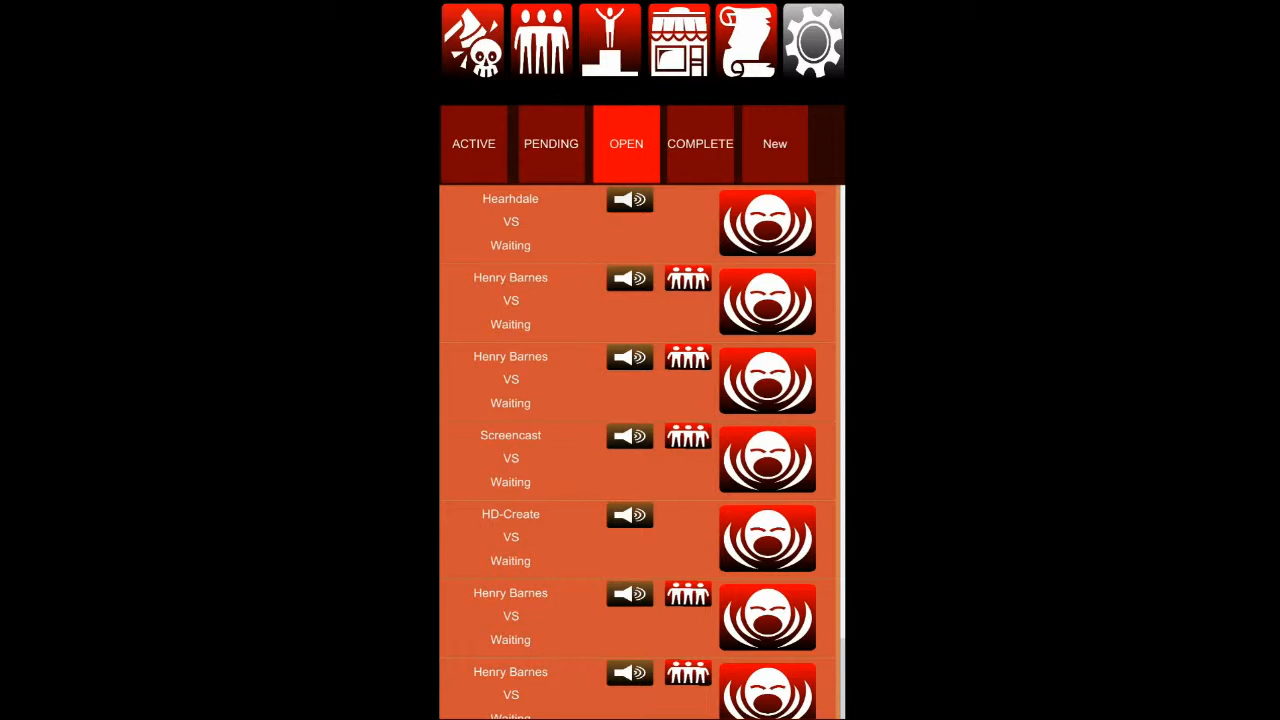 ACTIVE PENDING OPEN COMPLETE New
Hearhdale
VS
Waiting
Henry Barnes
VS
Waiting
Henry Barnes
VS
Waiting
Screencast
VS
Waiting
HD-Create
VS
Waiting
Henry Barnes
VS
Waiting
Henry Barnes
VS
Waiting